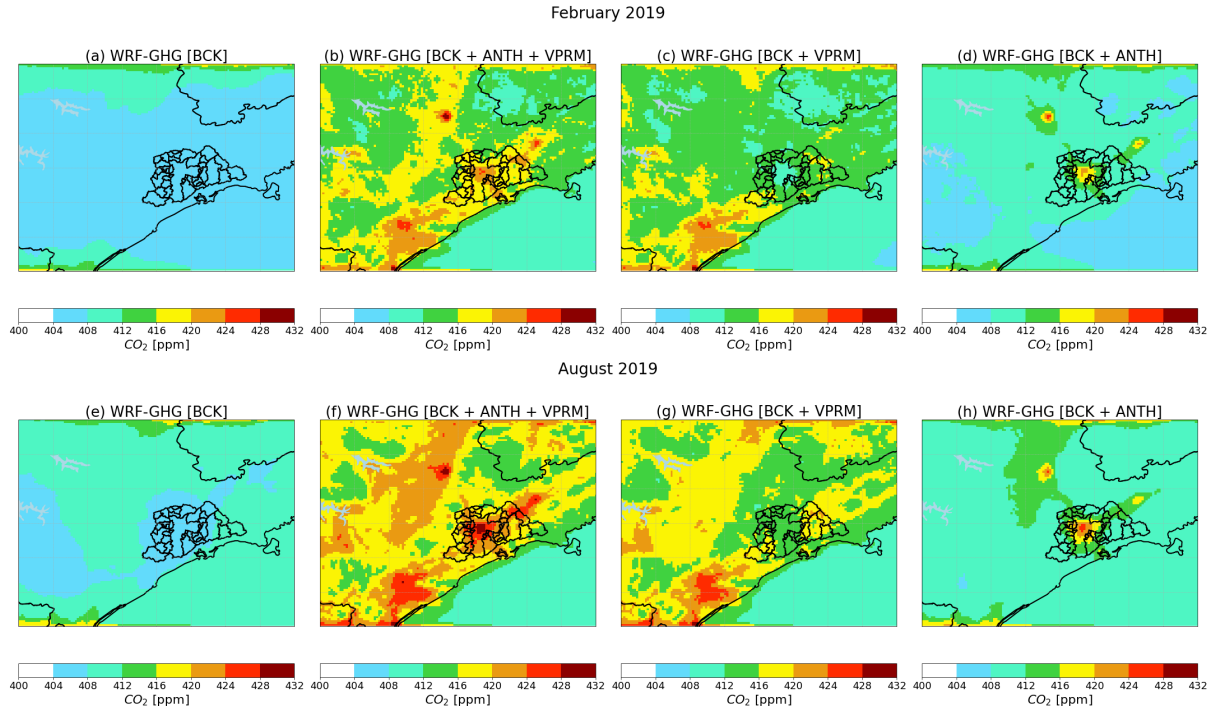 February 2019
(a) WRF-GHG [BCK]
(b) WRF-GHG [BCK + ANTH + VPRM]
(c) WRF-GHG [BCK + VPRM]
(d) WRF-GHG [BCK + ANTH]
400 404 408 412 416 420 424 428 432
CO₂ [ppm]
400 404 408 412 416 420 424 428 432
CO₂ [ppm]
400 404 408 412 416 420 424 428 432
CO₂ [ppm]
400 404 408 412 416 420 424 428 432
CO₂ [ppm]
August 2019
(e) WRF-GHG [BCK]
(f) WRF-GHG [BCK + ANTH + VPRM]
(g) WRF-GHG [BCK + VPRM]
(h) WRF-GHG [BCK + ANTH]
400 404 408 412 416 420 424 428 432
CO₂ [ppm]
400 404 408 412 416 420 424 428 432
CO₂ [ppm]
400 404 408 412 416 420 424 428 432
CO₂ [ppm]
400 404 408 412 416 420 424 428 432
CO₂ [ppm]